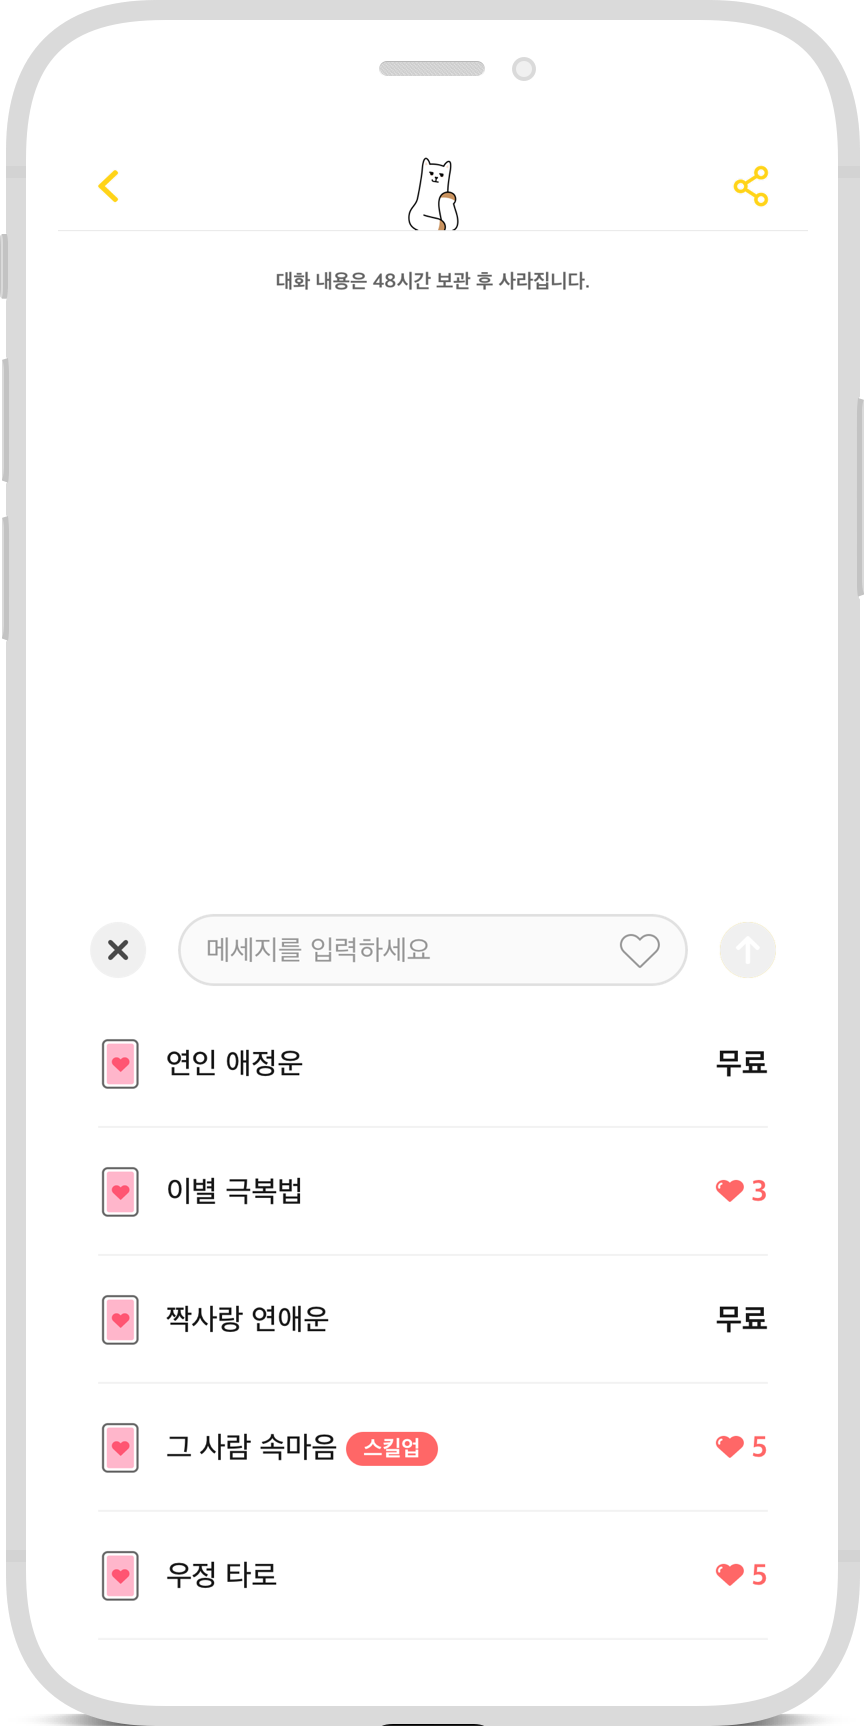 대화 내용은 48시간 보관 후 사라집니다.
메세지를 입력하세요
연인 애정운 무료
이별 극복법 3
짝사랑 연애운 무료
그 사람 속마음 스킬업 5
우정 타로 5